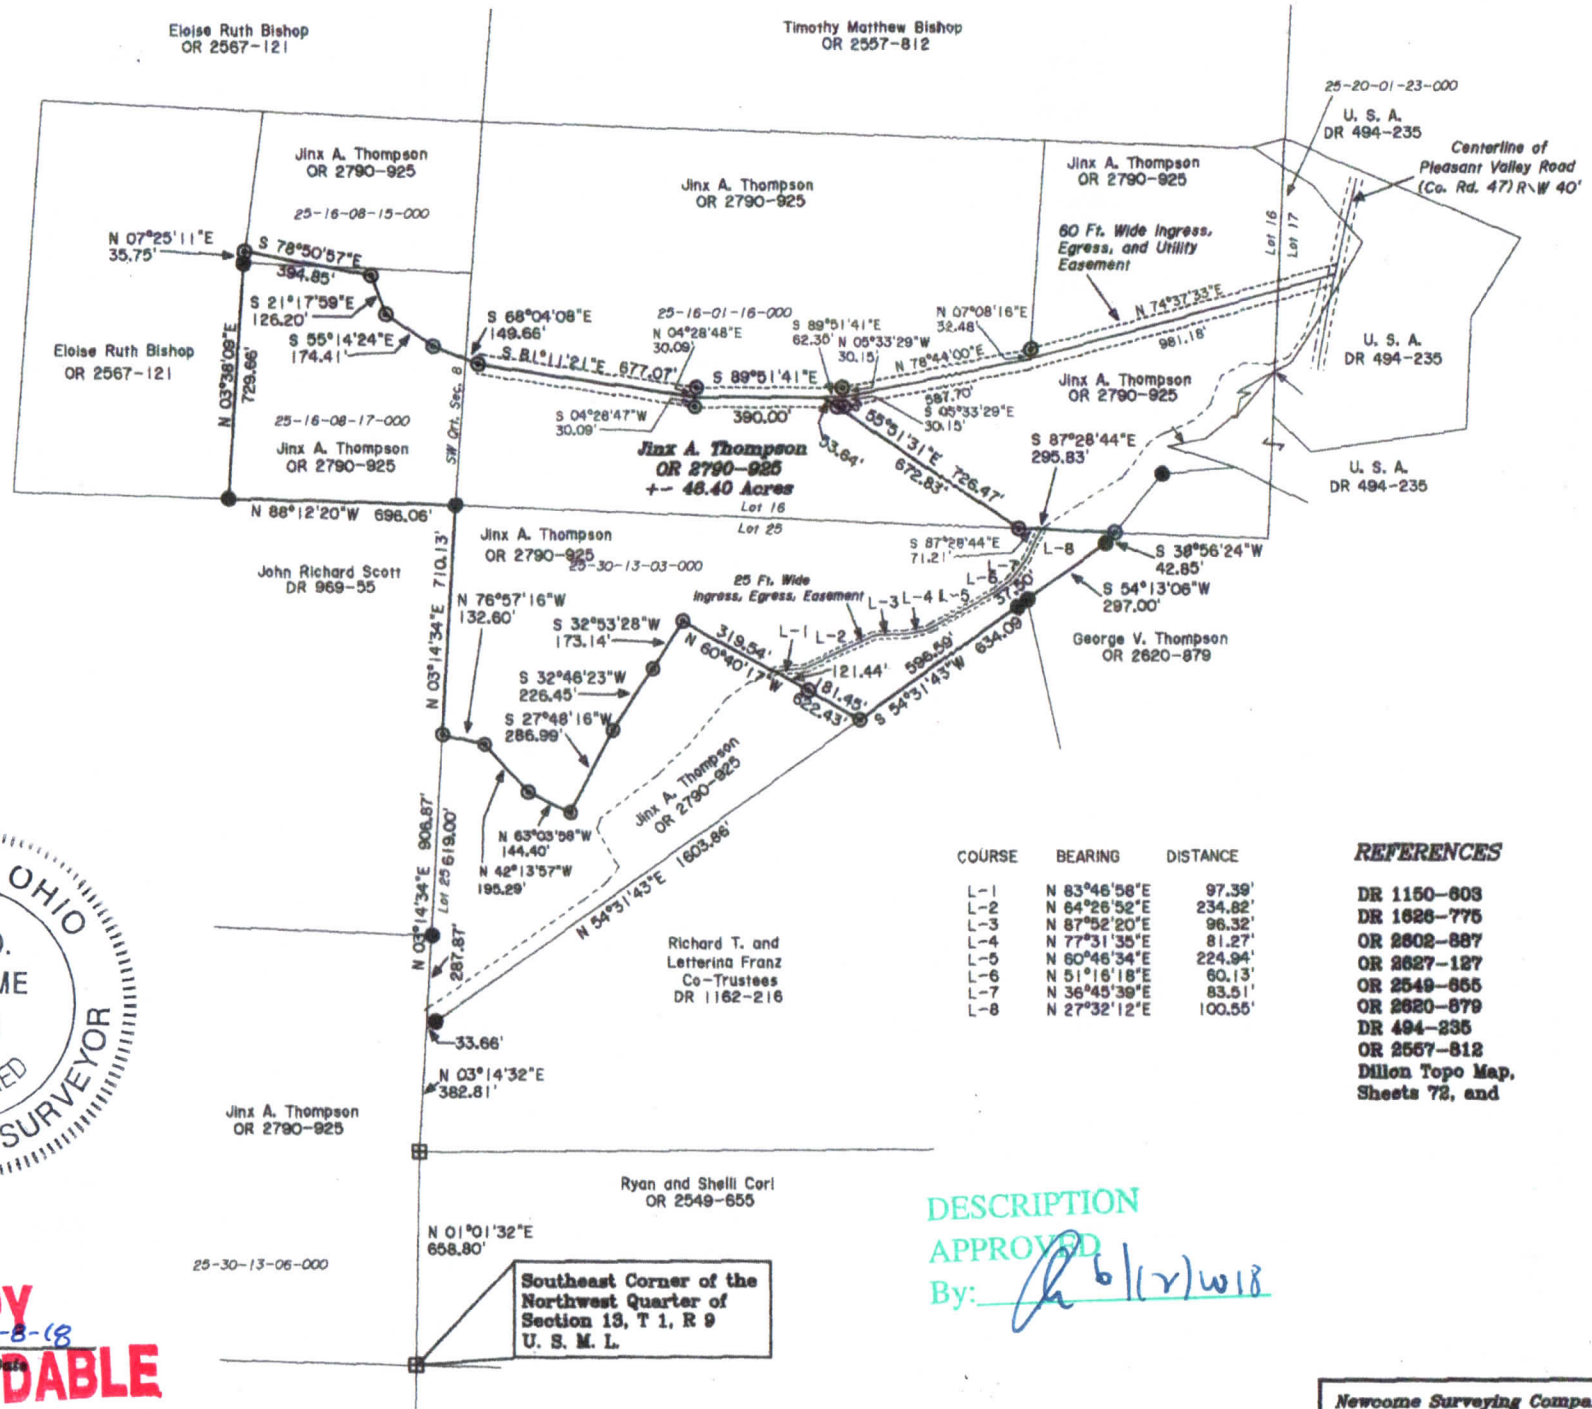 Eloise Ruth Bishop
OR 2567-121
Timothy Matthew Bishop
OR 2557-812
25-20-01-23-000
U. S. A.
DR 494-235
Centerline of
Pleasant Valley Road
(Co. Rd. 47) R\W 40'
Jinx A. Thompson
OR 2790-925
25-16-08-15-000
Jinx A. Thompson
OR 2790-925
Jinx A. Thompson
OR 2790-925
60 Ft. Wide Ingress,
Egress, and Utility
Easement
Lot 16
Lot 17
N 07°25'11"E
35.75'
S 78°50'57"E
394.85'
S 21°17'59"E
126.20'
S 55°14'24"E
174.41'
S 68°04'08"E
149.66'
25-16-01-16-000
N 04°28'48"E
30.09'
S 89°51'41"E
62.30'
N 05°33'29"W
30.15'
N 07°08'16"E
32.48'
N 74°37'33"E
981.18'
N 78°44'00"E
587.70'
S 81°11'21"E 677.07'
S 89°51'41"E
390.00'
S 04°28'47"W
30.09'
S 05°33'29"E
30.15'
Eloise Ruth Bishop
OR 2567-121
N 03°38'09"E
729.66'
25-16-08-17-000
Jinx A. Thompson
OR 2790-925
SW Qrt. Sec. 8
Jinx A. Thompson
OR 2790-925
+- 46.40 Acres
Lot 16
Lot 25
53.64'
S 55°51'31"E 726.47'
672.83'
Jinx A. Thompson
OR 2790-925
U. S. A.
DR 494-235
S 87°28'44"E
295.83'
U. S. A.
DR 494-235
N 88°12'20"W 696.06'
S 87°28'44"E
71.21'
S 38°56'24"W
42.85'
S 54°13'06"W
297.00'
George V. Thompson
OR 2620-879
John Richard Scott
DR 969-55
Jinx A. Thompson
OR 2790-925
25-30-13-03-000
N 03°14'34"E 710.13'
25 Ft. Wide
Ingress, Egress, Easement
L-1
L-2
L-3
L-4
L-5
L-6
L-7
L-8
37.50'
N 76°57'16"W
132.60'
S 32°53'28"W
173.14'
S 32°46'23"W
226.45'
S 27°48'16"W
286.99'
319.54'
N 60°40'17"W
622.43'
121.44'
181.45'
596.59'
S 54°31'43"W 634.09'
Jinx A. Thompson
OR 2790-925
N 63°03'58"W
144.40'
N 42°13'57"W
195.29'
N 03°14'34"E 906.87'
Lot 25 619.00'
287.87'
N 54°31'43"E 1603.86'
Richard T. and
Letterina Franz
Co-Trustees
DR 1162-216
33.66'
N 03°14'32"E
382.81'
Jinx A. Thompson
OR 2790-925
Ryan and Shelli Corl
OR 2549-655
N 01°01'32"E
658.80'
25-30-13-06-000
Southeast Corner of the
Northwest Quarter of
Section 13, T 1, R 9
U. S. M. L.
COURSE BEARING DISTANCE
L-1 N 83°46'58"E 97.39'
L-2 N 64°26'52"E 234.82'
L-3 N 87°52'20"E 96.32'
L-4 N 77°31'35"E 81.27'
L-5 N 60°46'34"E 224.94'
L-6 N 51°16'18"E 60.13'
L-7 N 36°45'39"E 83.51'
L-8 N 27°32'12"E 100.55'
REFERENCES
DR 1150-603
DR 1626-775
OR 2602-887
OR 2627-127
OR 2549-655
OR 2620-879
DR 494-235
OR 2557-812
Dillon Topo Map,
Sheets 72, and
OHIO
SURVEYOR
DESCRIPTION
APPROVED
By:
-8-18
DABLE
Newcome Surveying Compa